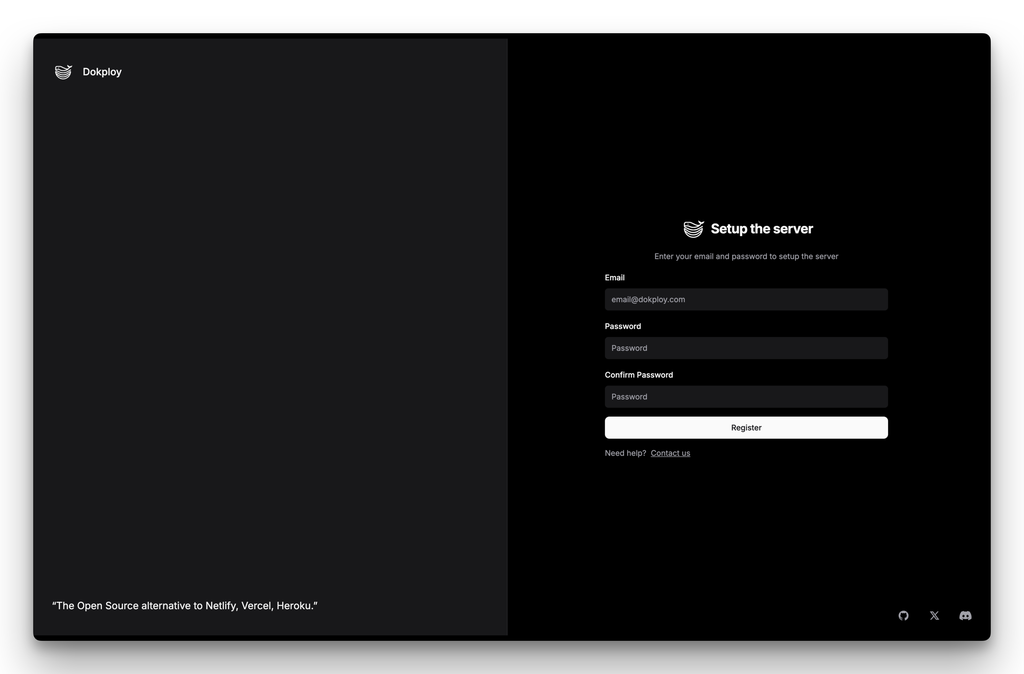 Dokploy
“The Open Source alternative to Netlify, Vercel, Heroku.”
Setup the server
Enter your email and password to setup the server
Email
email@dokploy.com
Password
Password
Confirm Password
Password
Register
Need help? Contact us